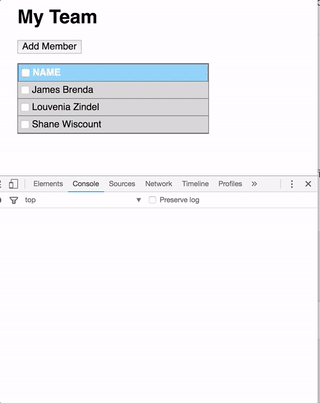 My Team
Add Member
NAME
James Brenda
Louvenia Zindel
Shane Wiscount
Elements Console Sources Network Timeline Profiles »
top Preserve log